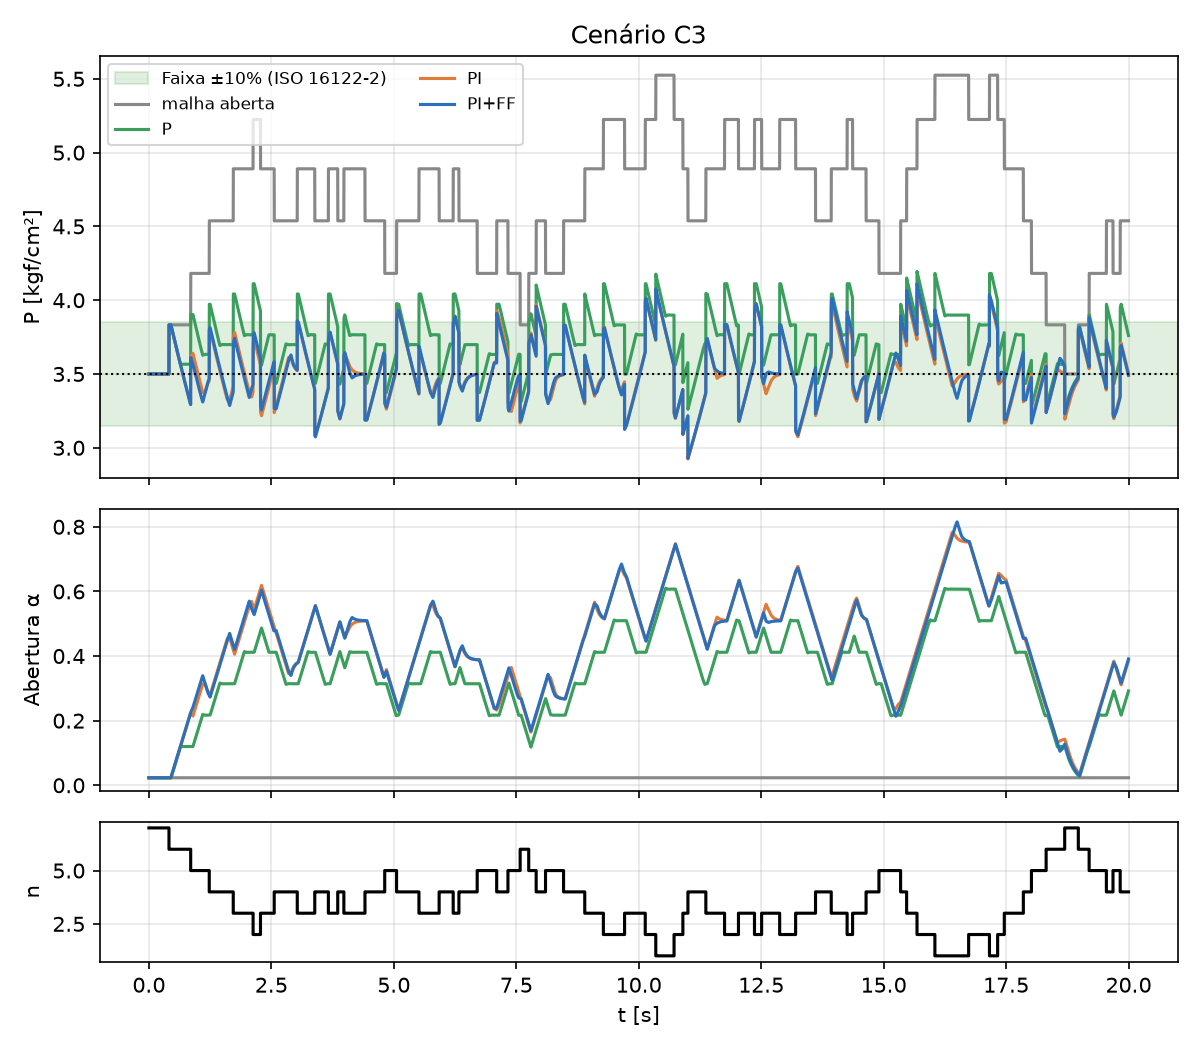 Cenário C3
Faixa ±10% (ISO 16122-2)
malha aberta
P
PI
PI+FF
P [kgf/cm²]
5.5
5.0
4.5
4.0
3.5
3.0
Abertura α
0.8
0.6
0.4
0.2
0.0
n
5.0
2.5
0.0 2.5 5.0 7.5 10.0 12.5 15.0 17.5 20.0
t [s]